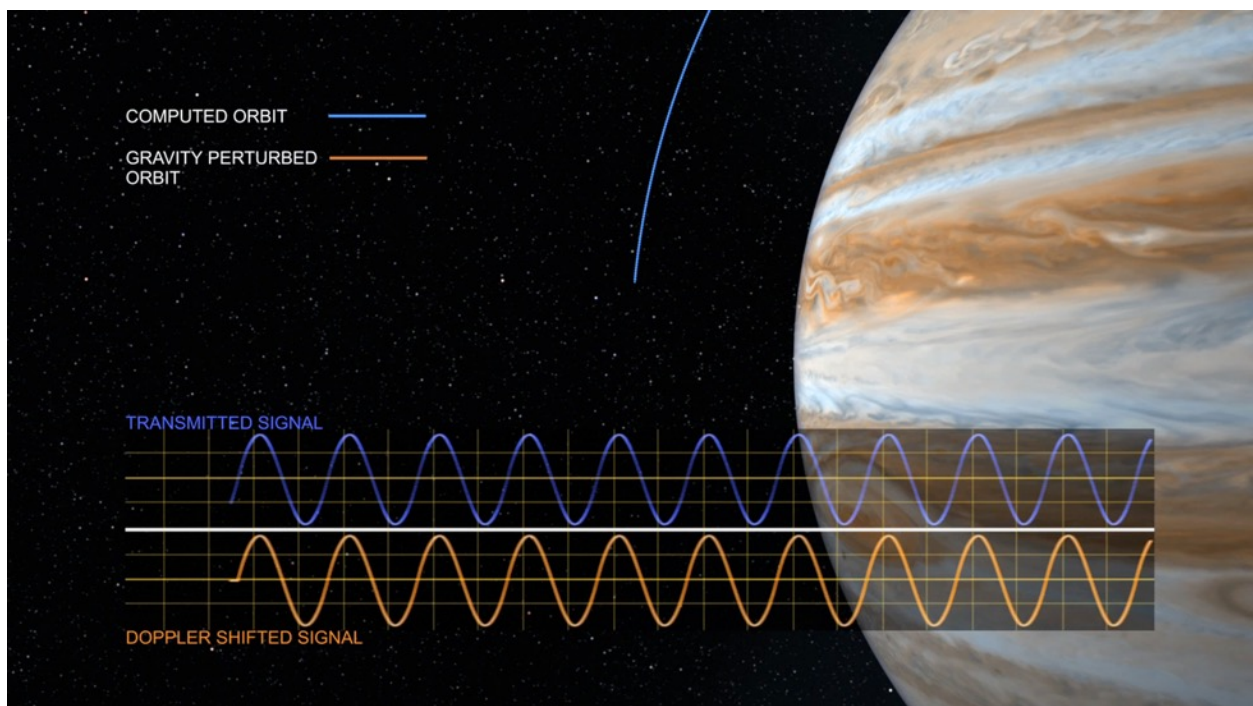 COMPUTED ORBIT
GRAVITY PERTURBED
ORBIT
TRANSMITTED SIGNAL
DOPPLER SHIFTED SIGNAL